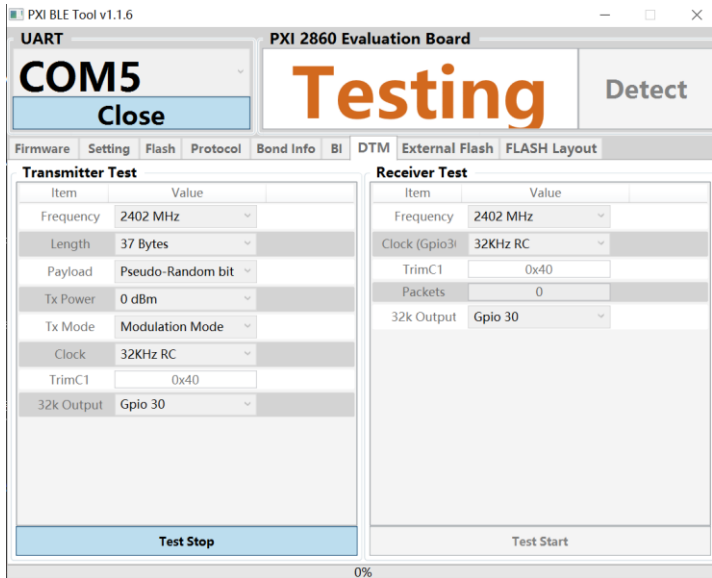 PXI BLE Tool v1.1.6
UART
COM5
Close
PXI 2860 Evaluation Board
Testing
Detect
Firmware Setting Flash Protocol Bond Info BI DTM External Flash FLASH Layout
Transmitter Test
Item Value
Frequency 2402 MHz
Length 37 Bytes
Payload Pseudo-Random bit
Tx Power 0 dBm
Tx Mode Modulation Mode
Clock 32KHz RC
TrimC1 0x40
32k Output Gpio 30
Test Stop
Receiver Test
Item Value
Frequency 2402 MHz
Clock (Gpio3 32KHz RC
TrimC1 0x40
Packets 0
32k Output Gpio 30
Test Start
0%